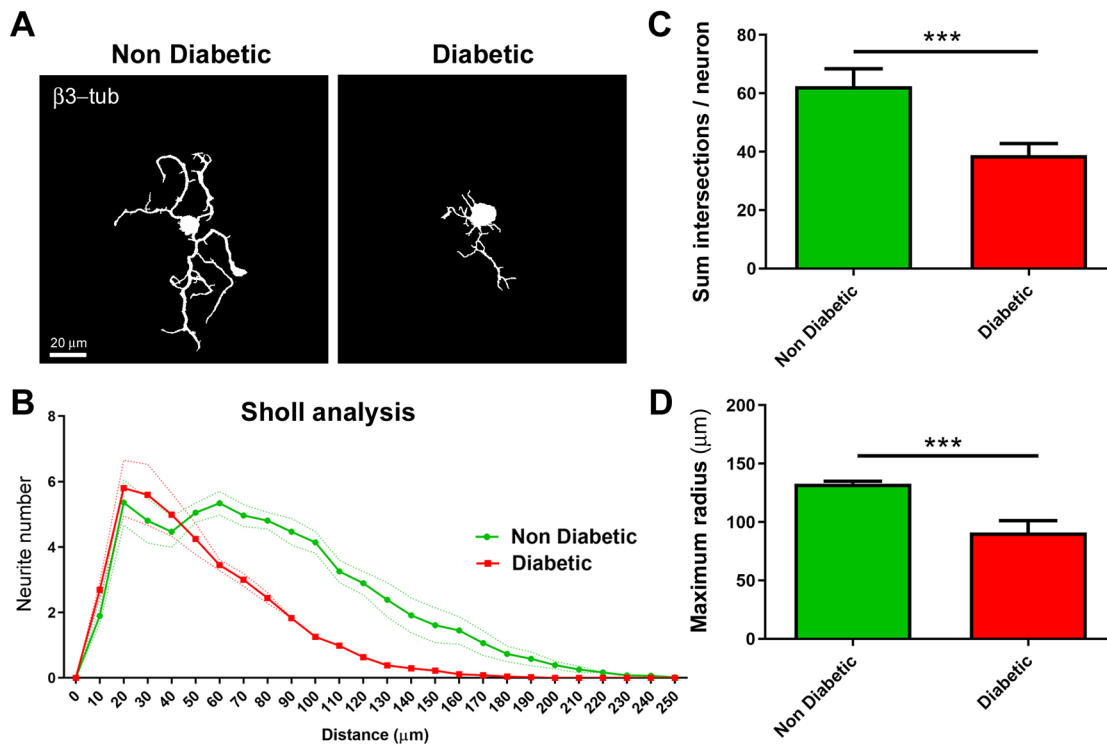 A
Non Diabetic
Diabetic
β3–tub
20 μm
B
Sholl analysis
Neurite number
8
6
4
2
0
Non Diabetic
Diabetic
0 10 20 30 40 50 60 70 80 90 100 110 120 130 140 150 160 170 180 190 200 210 220 230 240 250
Distance (μm)
C
Sum intersections / neuron
80
60
40
20
0
***
Non Diabetic
Diabetic
D
Maximum radius (μm)
200
150
100
50
0
***
Non Diabetic
Diabetic